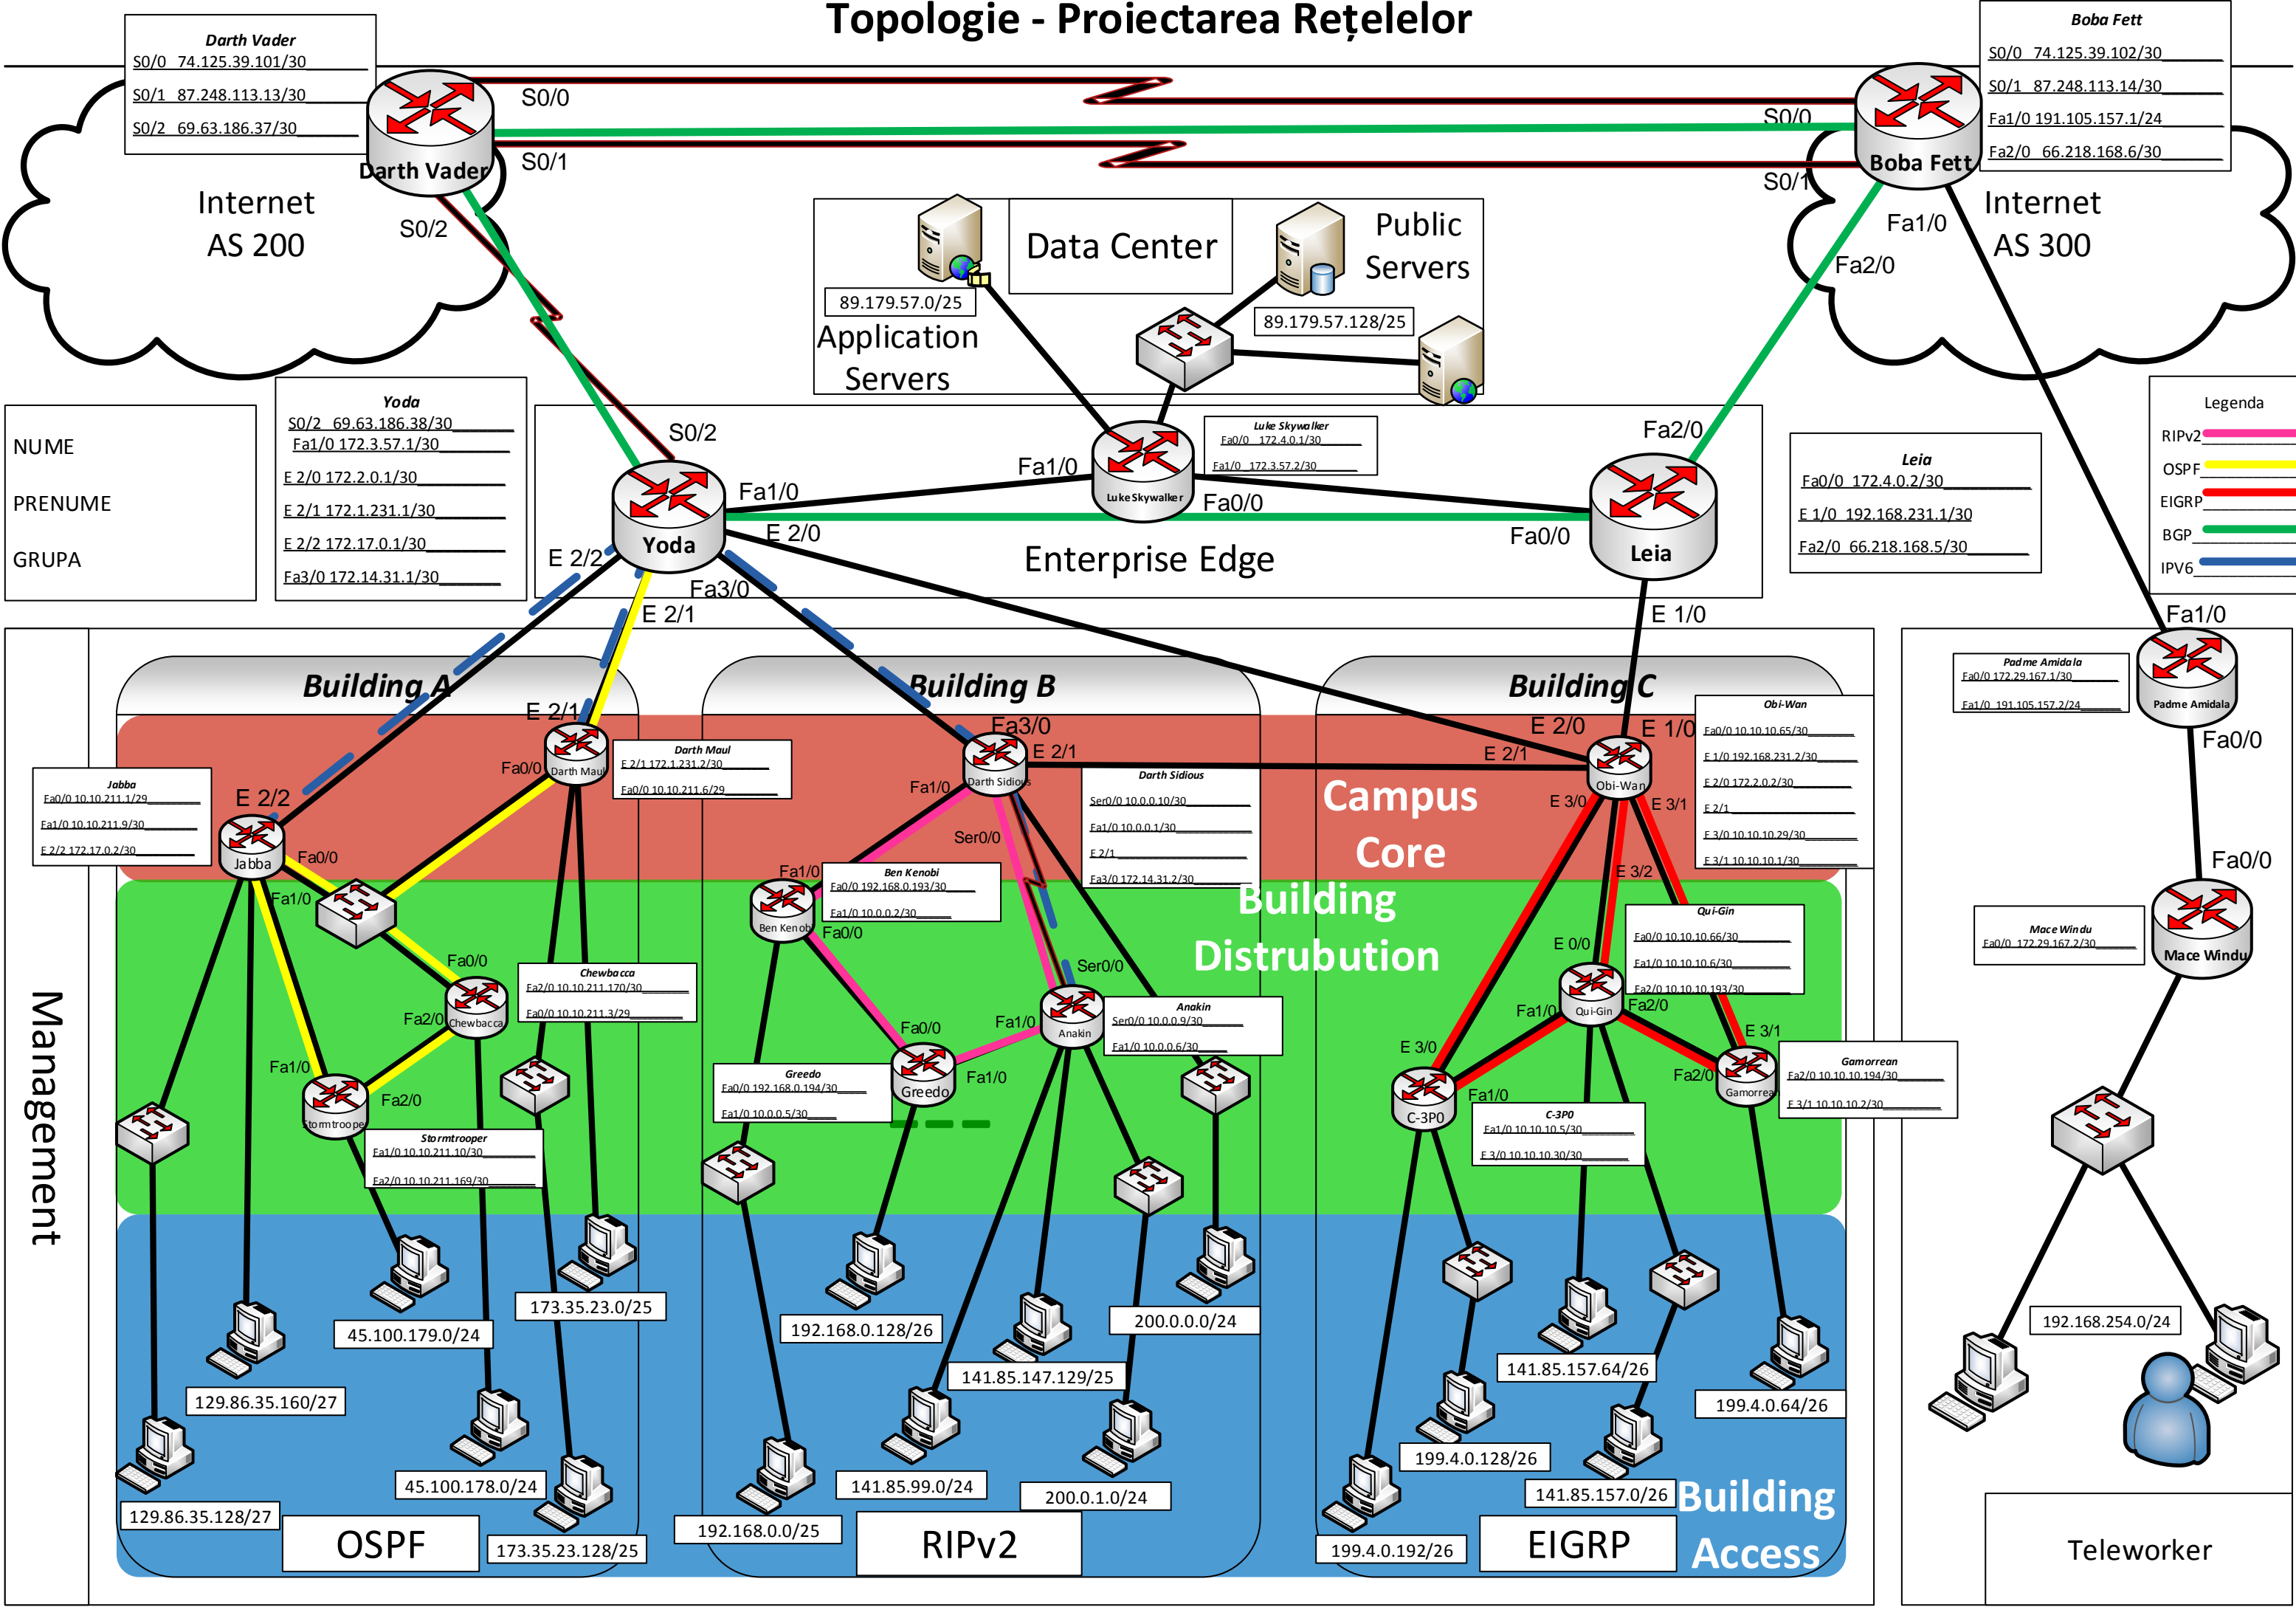 Topologie - Proiectarea Rețelelor
Darth Vader
S0/0 74.125.39.101/30
S0/1 87.248.113.13/30
S0/2 69.63.186.37/30
Boba Fett
S0/0 74.125.39.102/30
S0/1 87.248.113.14/30
Fa1/0 191.105.157.1/24
Fa2/0 66.218.168.6/30
Darth Vader
S0/0
S0/1
S0/2
S0/0
S0/1
Boba Fett
Fa1/0
Fa2/0
Internet
AS 200
Internet
AS 300
Data Center
Public
Servers
89.179.57.0/25
Application
Servers
89.179.57.128/25
NUME
PRENUME
GRUPA
Yoda
S0/2 69.63.186.38/30
Fa1/0 172.3.57.1/30
E 2/0 172.2.0.1/30
E 2/1 172.1.231.1/30
E 2/2 172.17.0.1/30
Fa3/0 172.14.31.1/30
S0/2
Fa1/0
E 2/0
Yoda
E 2/2
Fa3/0
E 2/1
Fa1/0
Luke Skywalker
Fa0/0
Luke Skywalker
Fa0/0 172.4.0.1/30
Fa1/0 172.3.57.2/30
Enterprise Edge
Fa2/0
Fa0/0
Leia
E 1/0
Leia
Fa0/0 172.4.0.2/30
E 1/0 192.168.231.1/30
Fa2/0 66.218.168.5/30
Legenda
RIPv2
OSPF
EIGRP
BGP
IPV6
Management
Building A
Building B
Building C
Campus
Core
Building
Distrubution
Building
Access
Jabba
Fa0/0 10.10.211.1/29
Fa1/0 10.10.211.9/30
E 2/2 172.17.0.2/30
E 2/2
Jabba
Fa0/0
Fa1/0
E 2/1
Fa0/0
Darth Maul
Darth Maul
E 2/1 172.1.231.2/30
Fa0/0 10.10.211.6/29
Fa0/0
Chewbacca
Fa2/0
Chewbacca
Fa2/0 10.10.211.170/30
Fa0/0 10.10.211.3/29
Fa1/0
Fa2/0
Stormtrooper
Stormtrooper
Fa1/0 10.10.211.10/30
Fa2/0 10.10.211.169/30
129.86.35.128/27
129.86.35.160/27
45.100.179.0/24
45.100.178.0/24
173.35.23.0/25
173.35.23.128/25
OSPF
Fa3/0
E 2/1
Darth Sidious
Fa1/0
Ser0/0
Darth Sidious
Ser0/0 10.0.0.10/30
Fa1/0 10.0.0.1/30
E 2/1
Fa3/0 172.14.31.2/30
Fa1/0
Ben Kenobi
Fa0/0
Ben Kenobi
Fa0/0 192.168.0.193/30
Fa1/0 10.0.0.2/30
Fa0/0
Greedo
Fa1/0
Greedo
Fa0/0 192.168.0.194/30
Fa1/0 10.0.0.5/30
Ser0/0
Fa1/0
Anakin
Anakin
Ser0/0 10.0.0.9/30
Fa1/0 10.0.0.6/30
192.168.0.0/25
192.168.0.128/26
141.85.99.0/24
141.85.147.129/25
200.0.1.0/24
200.0.0.0/24
RIPv2
E 2/0
E 1/0
E 2/1
Obi-Wan
E 3/0
E 3/1
E 3/2
Obi-Wan
Fa0/0 10.10.10.65/30
E 1/0 192.168.231.2/30
E 2/0 172.2.0.2/30
E 2/1
E 3/0 10.10.10.29/30
E 3/1 10.10.10.1/30
E 0/0
Fa1/0
Fa2/0
Qui-Gin
Qui-Gin
Fa0/0 10.10.10.66/30
Fa1/0 10.10.10.6/30
Fa2/0 10.10.10.193/30
E 3/0
Fa1/0
C-3P0
C-3P0
Fa1/0 10.10.10.5/30
E 3/0 10.10.10.30/30
E 3/1
Fa2/0
Gamorrean
Gamorrean
Fa2/0 10.10.10.194/30
E 3/1 10.10.10.2/30
199.4.0.192/26
199.4.0.128/26
141.85.157.64/26
141.85.157.0/26
199.4.0.64/26
EIGRP
Fa1/0
Padme Amidala
Fa0/0 172.29.167.1/30
Fa1/0 191.105.157.2/24
Padme Amidala
Fa0/0
Fa0/0
Mace Windu
Fa0/0 172.29.167.2/30
Mace Windu
192.168.254.0/24
Teleworker